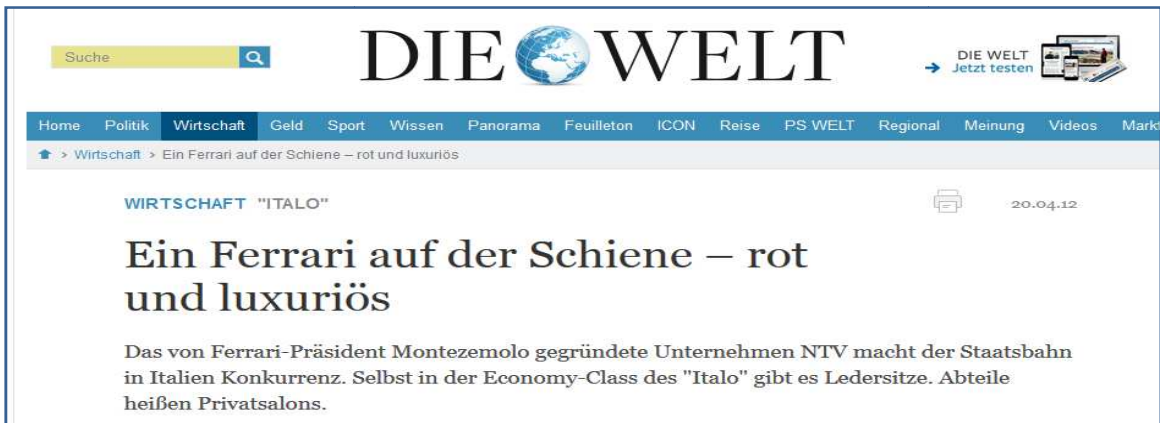 Suche
DIE WELT
DIE WELT
→ Jetzt testen
Home Politik Wirtschaft Geld Sport Wissen Panorama Feuilleton ICON Reise PS WELT Regional Meinung Videos Markt
> Wirtschaft > Ein Ferrari auf der Schiene – rot und luxuriös
WIRTSCHAFT "ITALO"
20.04.12
Ein Ferrari auf der Schiene – rot
und luxuriös
Das von Ferrari-Präsident Montezemolo gegründete Unternehmen NTV macht der Staatsbahn
in Italien Konkurrenz. Selbst in der Economy-Class des "Italo" gibt es Ledersitze. Abteile
heißen Privatsalons.